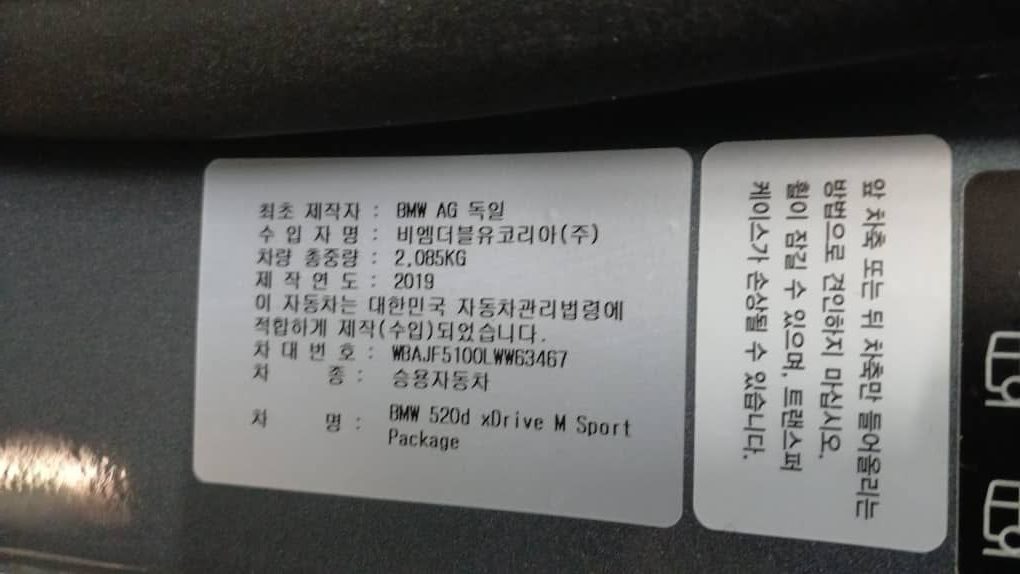 최초 제작자 : BMW AG 독일
수 입 자 명 : 비엠더블유코리아(주)
차량 총중량 : 2,085KG
제 작 연 도 : 2019
이 자동차는 대한민국 자동차관리법령에
적합하게 제작(수입)되었습니다.
차 대 번 호 : WBAJF5100LWW63467
차 종 : 승용자동차
차 명 : BMW 520d xDrive M Sport
Package
앞 차축 또는 뒤 차축만 들어올리는
방법으로 견인하지 마십시오.
휠이 잠길 수 있으며, 트랜스퍼
케이스가 손상될 수 있습니다.